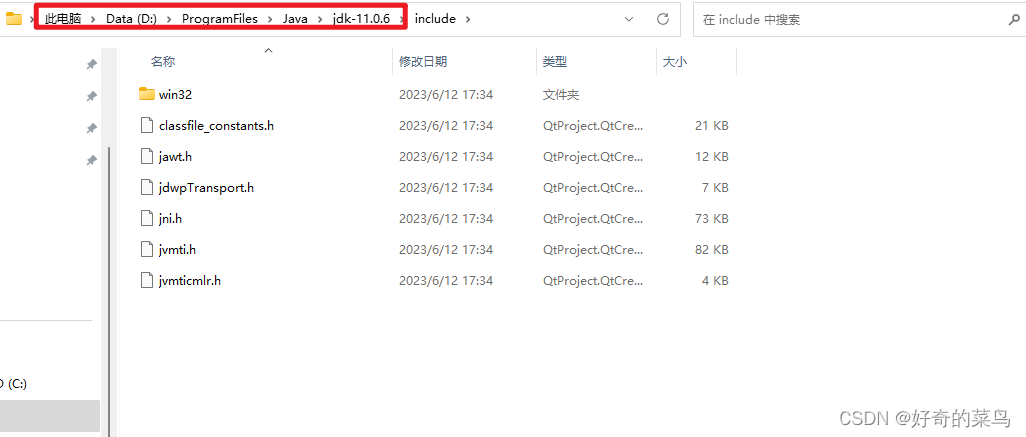 此电脑 › Data (D:) › ProgramFiles › Java › jdk-11.0.6 › include ›
在 include 中搜索
名称 修改日期 类型 大小
win32 2023/6/12 17:34 文件夹
classfile_constants.h 2023/6/12 17:34 QtProject.QtCre... 21 KB
jawt.h 2023/6/12 17:34 QtProject.QtCre... 12 KB
jdwpTransport.h 2023/6/12 17:34 QtProject.QtCre... 7 KB
jni.h 2023/6/12 17:34 QtProject.QtCre... 73 KB
jvmti.h 2023/6/12 17:34 QtProject.QtCre... 82 KB
jvmticmlr.h 2023/6/12 17:34 QtProject.QtCre... 4 KB
(C:)
CSDN @好奇的菜鸟